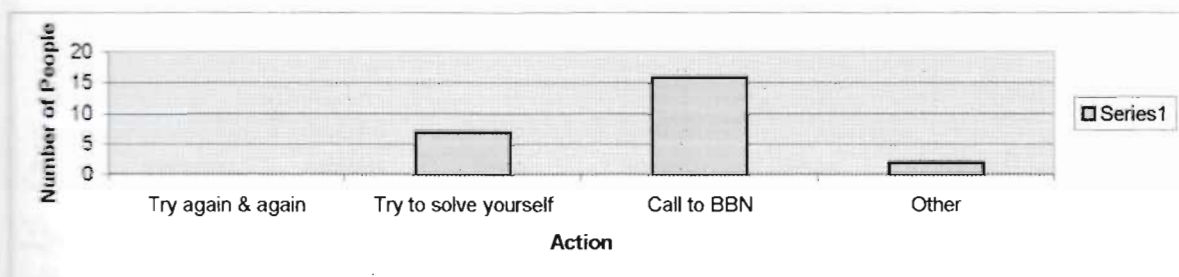 Number of People
20
15
10
5
0
Try again & again Try to solve yourself Call to BBN Other
Action
Series1